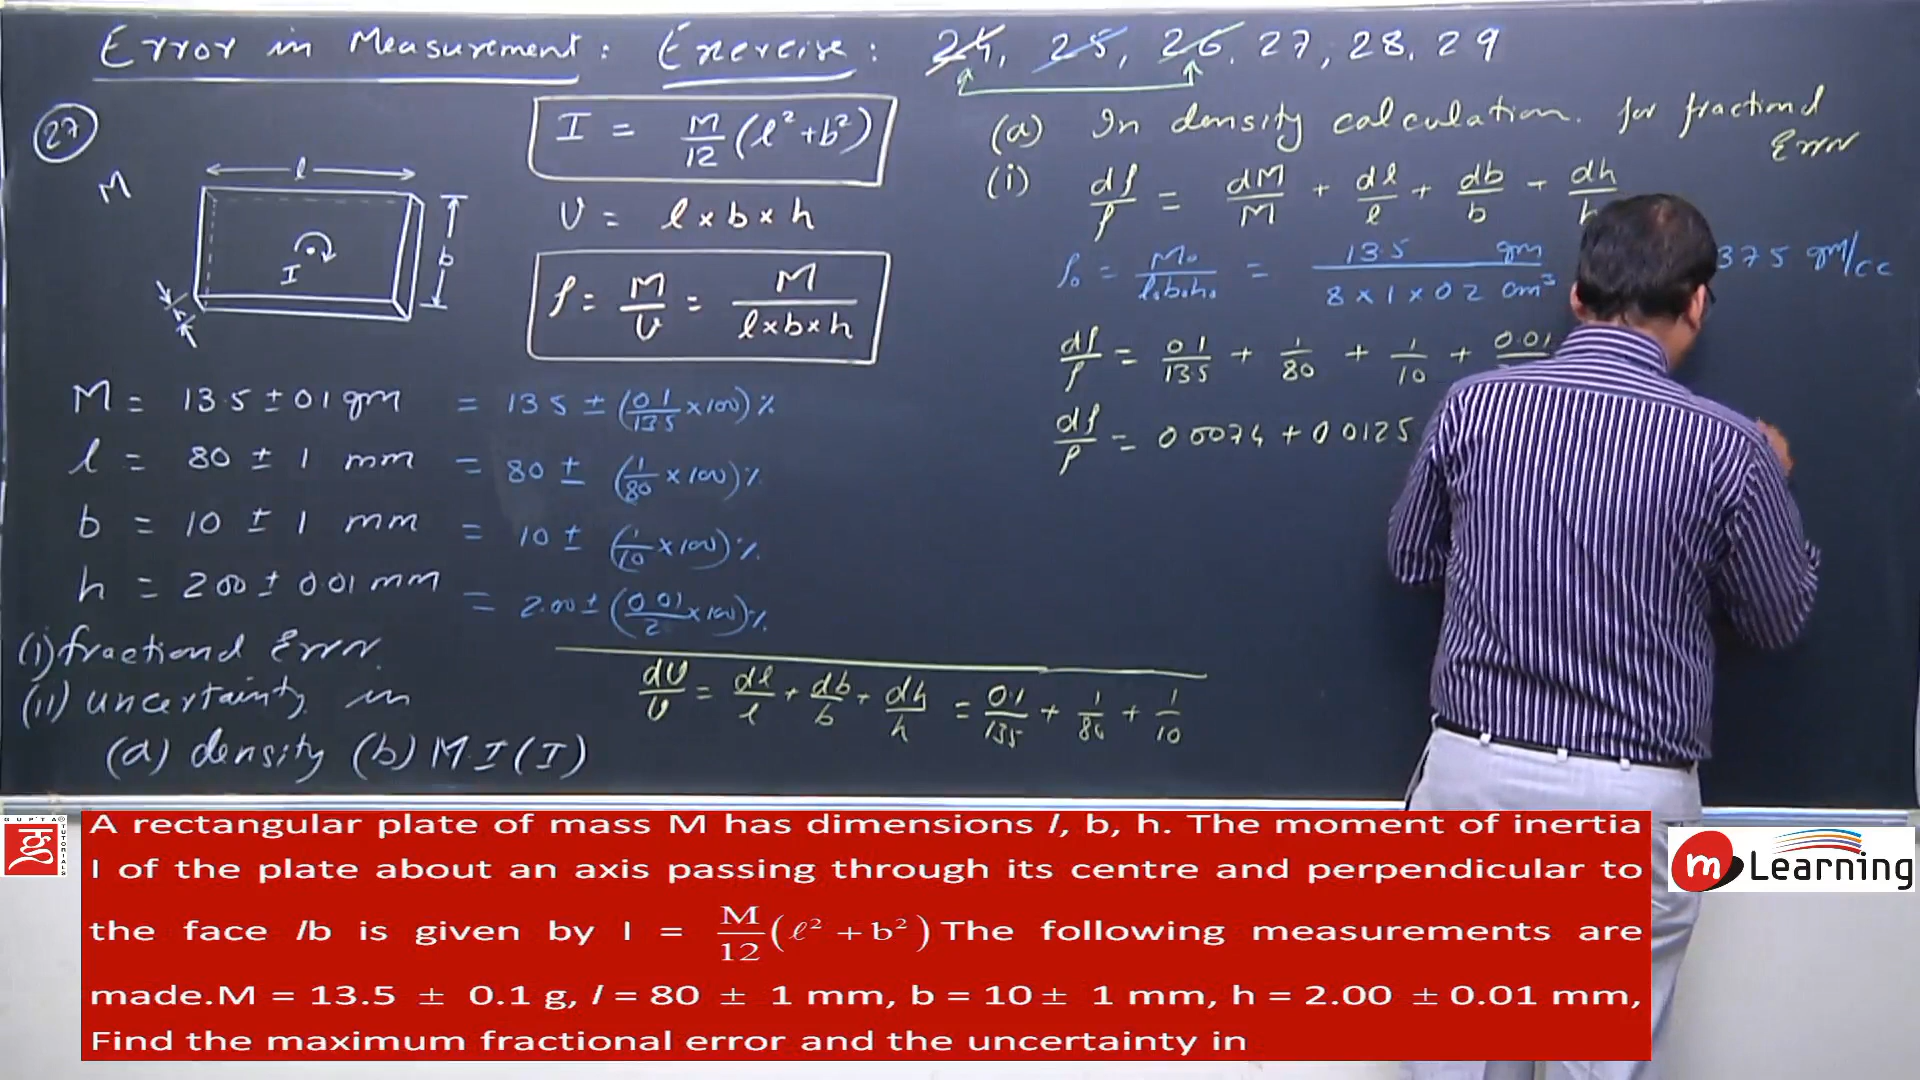 Error in Measurement: Exercise: 24, 25, 26, 27, 28, 29
27
M
l
b
h
I
I = M/12 (l² + b²)
V = l × b × h
ρ = M/V = M/(l×b×h)
M = 13.5 ± 0.1 gm = 13.5 ± (0.1/13.5 × 100) %
l = 80 ± 1 mm = 80 ± (1/80 × 100) %
b = 10 ± 1 mm = 10 ± (1/10 × 100) %
h = 2.00 ± 0.01 mm = 2.00 ± (0.01/2 × 100) %
(i) fractional Error
(ii) uncertainty in
(a) density (b) M.I (I)
(a) In density calculation. for fractional Error
(i) dρ/ρ = dM/M + dl/l + db/b + dh/h
ρ₀ = M₀/l₀b₀h₀ = 13.5 gm/8 × 1 × 0.2 cm³ 375 gm/cc
dρ/ρ = 0.1/13.5 + 1/80 + 1/10 + 0.01
dρ/ρ = 0.0074 + 0.0125
dV/V = dl/l + db/b + dh/h = 0.1/13.5 + 1/80 + 1/10
GUPTA TUTORIALS
A rectangular plate of mass M has dimensions l, b, h. The moment of inertia
I of the plate about an axis passing through its centre and perpendicular to
the face lb is given by I = M/12 (ℓ² + b²) The following measurements are
made.M = 13.5 ± 0.1 g, l = 80 ± 1 mm, b = 10± 1 mm, h = 2.00 ±0.01 mm,
Find the maximum fractional error and the uncertainty in
m Learning